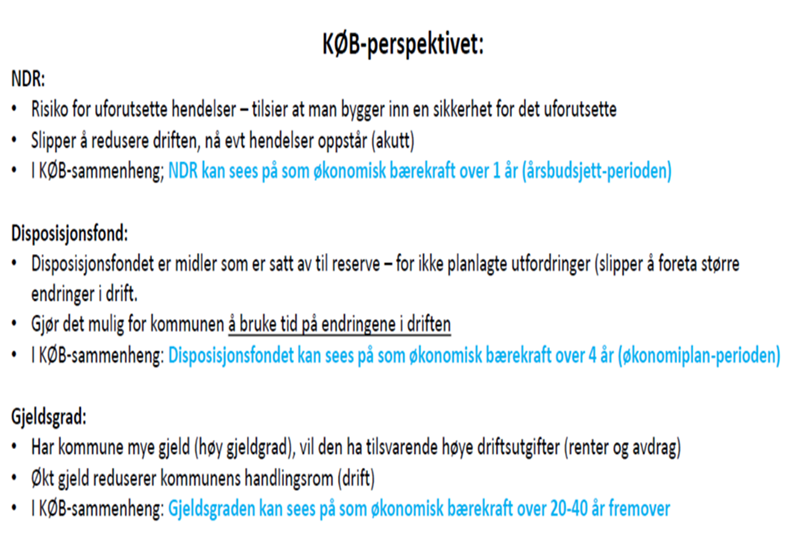 KØB-perspektivet:
NDR:
• Risiko for uforutsette hendelser – tilsier at man bygger inn en sikkerhet for det uforutsette
• Slipper å redusere driften, nå evt hendelser oppstår (akutt)
• I KØB-sammenheng; NDR kan sees på som økonomisk bærekraft over 1 år (årsbudsjett-perioden)
Disposisjonsfond:
• Disposisjonsfondet er midler som er satt av til reserve – for ikke planlagte utfordringer (slipper å foreta større
endringer i drift.
• Gjør det mulig for kommunen å bruke tid på endringene i driften
• I KØB-sammenheng: Disposisjonsfondet kan sees på som økonomisk bærekraft over 4 år (økonomiplan-perioden)
Gjeldsgrad:
• Har kommune mye gjeld (høy gjeldgrad), vil den ha tilsvarende høye driftsutgifter (renter og avdrag)
• Økt gjeld reduserer kommunens handlingsrom (drift)
• I KØB-sammenheng: Gjeldsgraden kan sees på som økonomisk bærekraft over 20-40 år fremover